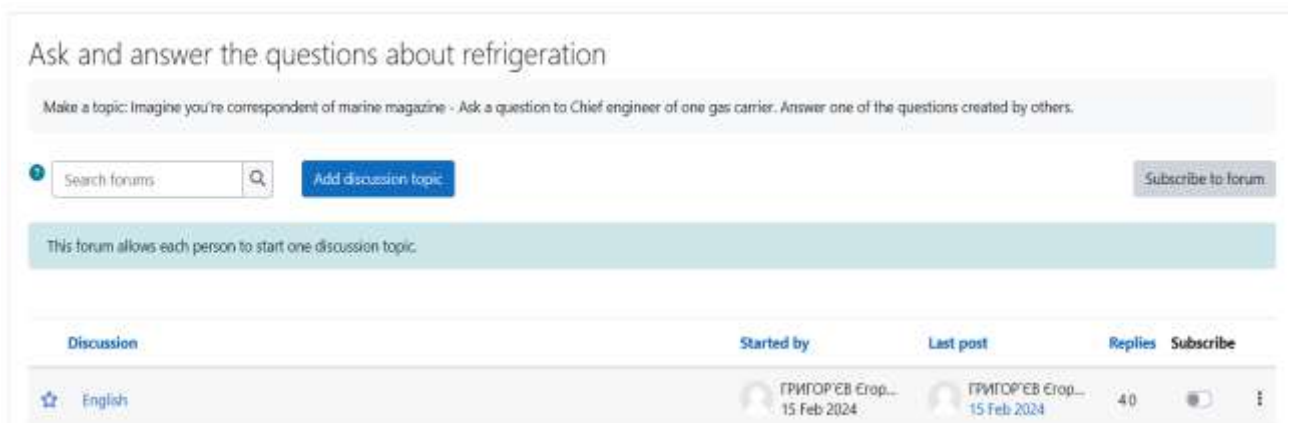 Ask and answer the questions about refrigeration
Make a topic: Imagine you're correspondent of marine magazine - Ask a question to Chief engineer of one gas carrier. Answer one of the questions created by others.
? Search forums Add discussion topic Subscribe to forum
This forum allows each person to start one discussion topic.
Discussion Started by Last post Replies Subscribe
English ГРИГОР'ЄВ Єгор... ГРИГОР'ЄВ Єгор... 40
15 Feb 2024 15 Feb 2024